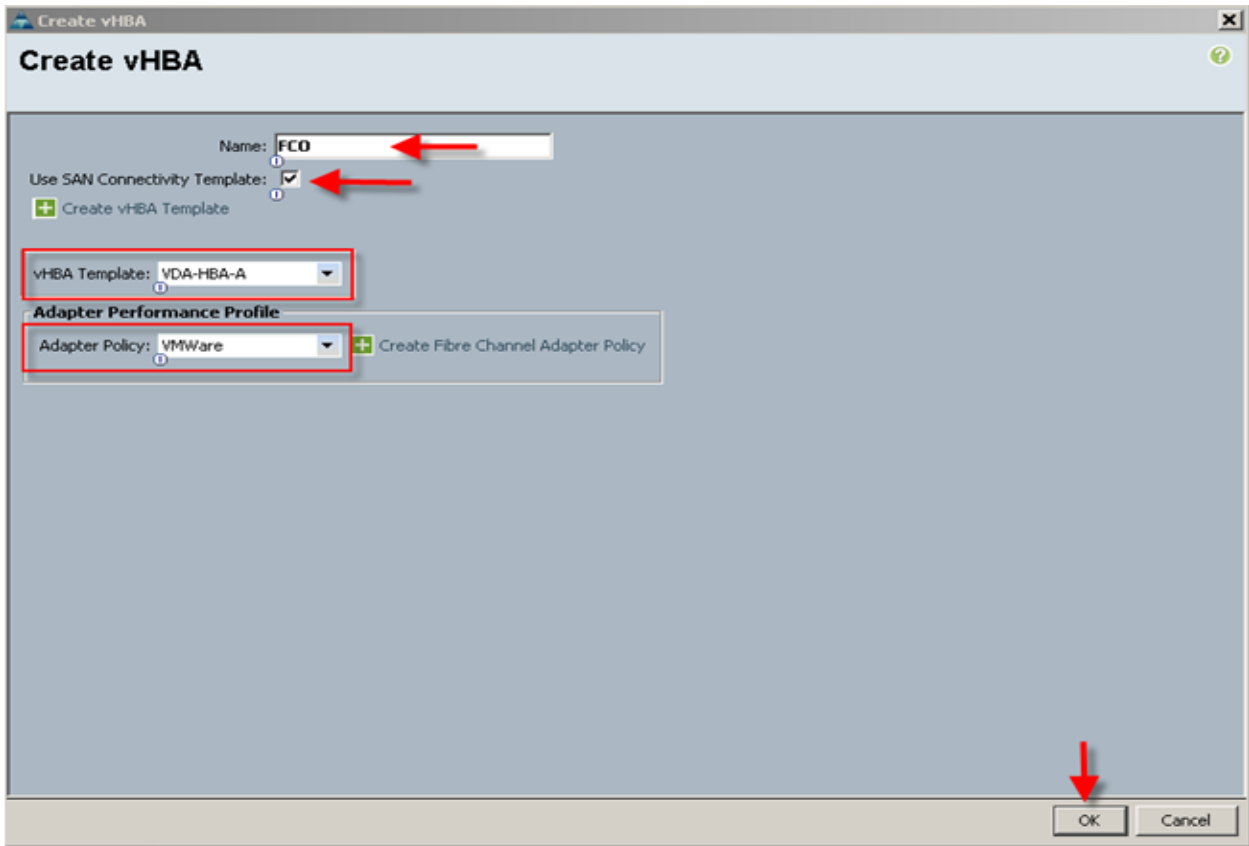 Create vHBA
Create vHBA
Name: FC0
Use SAN Connectivity Template:
Create vHBA Template
vHBA Template: VDA-HBA-A
Adapter Performance Profile
Adapter Policy: VMWare
Create Fibre Channel Adapter Policy
OK
Cancel